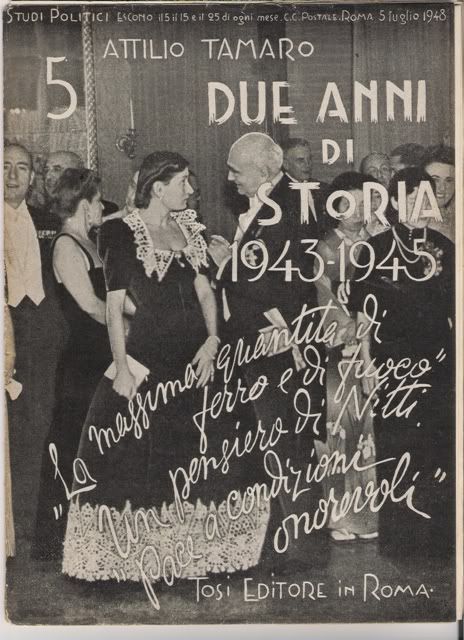 STUDI POLITICI ESCONO il 5 il 15 e il 25 di ogni mese. C.C. POSTALE. ROMA 5 luglio 1948
5
ATTILIO TAMARO
DUE ANNI
DI
STORIA
1943-1945
"La massima quantità di
ferro e di fuoco"
Un pensiero di Nitti.
"Pace a condizioni
onorevoli"
TOSI EDITORE IN ROMA.